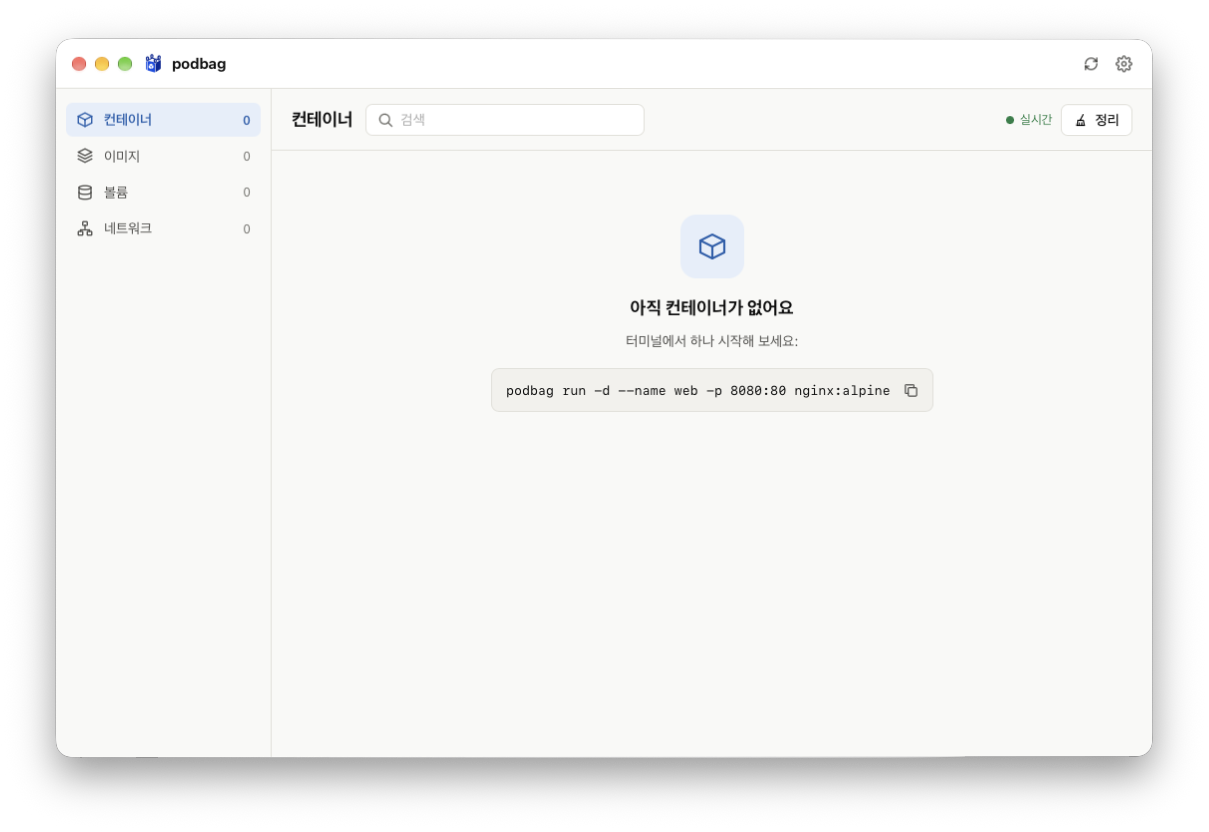 podbag
컨테이너 0
이미지 0
볼륨 0
네트워크 0
컨테이너
검색
실시간
정리
아직 컨테이너가 없어요
터미널에서 하나 시작해 보세요:
podbag run -d --name web -p 8080:80 nginx:alpine